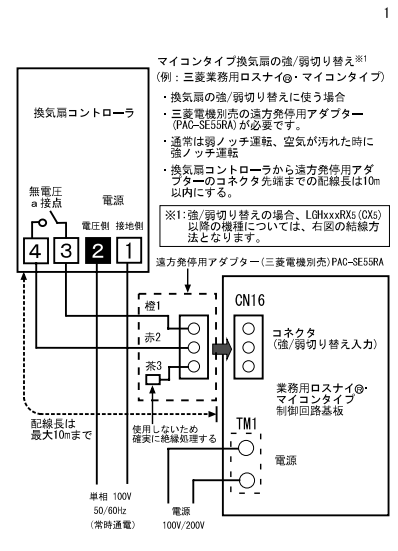 1
マイコンタイプ換気扇の強/弱切り替え※1
(例：三菱業務用ロスナイ®・マイコンタイプ)
・換気扇の強/弱切り替えに使う場合
・三菱電機別売の遠方発停用アダプター
(PAC-SE55RA)が必要です。
・通常は弱ノッチ運転、空気が汚れた時に
強ノッチ運転
・換気扇コントローラから遠方発停用アダ
プターのコネクタ先端までの配線長は10m
以内にする。
※1:強/弱切り替えの場合、LGHxxxRX5(CX5)
以降の機種については、右図の結線方
法となります。
換気扇コントローラ
無電圧
a接点
電源
電圧側 接地側
4 3 2 1
遠方発停用アダプター(三菱電機別売)PAC-SE55RA
橙1
赤2
茶3
CN16
コネクタ
(強/弱切り替え入力)
業務用ロスナイ®・
マイコンタイプ
制御回路基板
TM1
電源
配線長は
最大10mまで
使用しないため
確実に絶縁処理する
単相 100V
50/60Hz
(常時通電)
電源
100V/200V